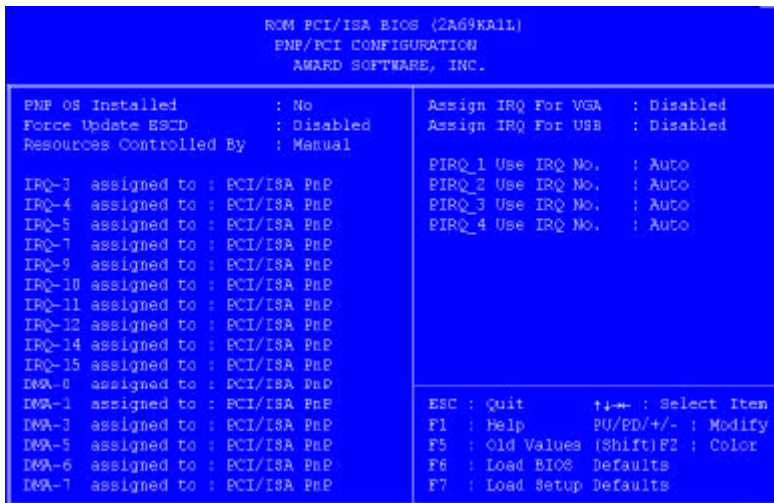 ROM PCI/ISA BIOS (2A69KA1L)
PNP/PCI CONFIGURATION
AWARD SOFTWARE, INC.
PNP OS Installed : No
Force Update ESCD : Disabled
Resources Controlled By : Manual
IRQ-3 assigned to : PCI/ISA PnP
IRQ-4 assigned to : PCI/ISA PnP
IRQ-5 assigned to : PCI/ISA PnP
IRQ-7 assigned to : PCI/ISA PnP
IRQ-9 assigned to : PCI/ISA PnP
IRQ-10 assigned to : PCI/ISA PnP
IRQ-11 assigned to : PCI/ISA PnP
IRQ-12 assigned to : PCI/ISA PnP
IRQ-14 assigned to : PCI/ISA PnP
IRQ-15 assigned to : PCI/ISA PnP
DMA-0 assigned to : PCI/ISA PnP
DMA-1 assigned to : PCI/ISA PnP
DMA-3 assigned to : PCI/ISA PnP
DMA-5 assigned to : PCI/ISA PnP
DMA-6 assigned to : PCI/ISA PnP
DMA-7 assigned to : PCI/ISA PnP
Assign IRQ For VGA : Disabled
Assign IRQ For USB : Disabled
PIRQ_1 Use IRQ No. : Auto
PIRQ_2 Use IRQ No. : Auto
PIRQ_3 Use IRQ No. : Auto
PIRQ_4 Use IRQ No. : Auto
ESC : Quit ↑↓→← : Select Item
F1 : Help PU/PD/+/- : Modify
F5 : Old Values (Shift)F2 : Color
F6 : Load BIOS Defaults
F7 : Load Setup Defaults